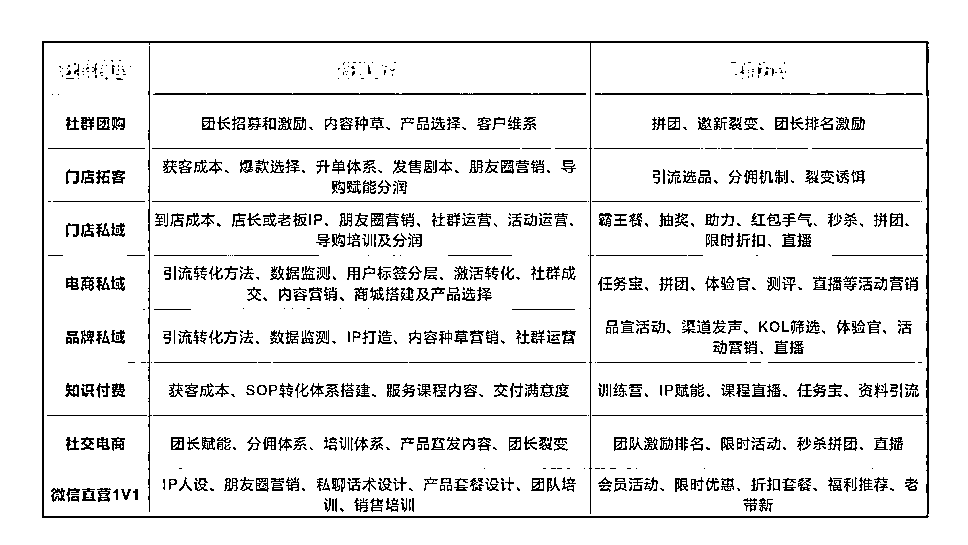 社群团购
团长招募和激励、内容种草、产品选择、客户维系
拼团、邀新裂变、团长排名激励
门店拓客
获客成本、爆款选择、升单体系、发售剧本、朋友圈营销、导
购赋能分润
引流选品、分佣机制、裂变诱饵
门店私域
到店成本、店长或老板IP、朋友圈营销、社群运营、活动运营、
导购培训及分润
霸王餐、抽奖、助力、红包手气、秒杀、拼团、
限时折扣、直播
电商私域
引流转化方法、数据监测、用户标签分层、激活转化、社群成
交、内容营销、商城搭建及产品选择
任务宝、拼团、体验官、测评、直播等活动营销
品牌私域
引流转化方法、数据监测、IP打造、内容种草营销、社群运营
品宣活动、渠道发声、KOL筛选、体验官、活
动营销、直播
知识付费
获客成本、SOP转化体系搭建、服务课程内容、交付满意度
训练营、IP赋能、课程直播、任务宝、资料引流
社交电商
团长赋能、分佣体系、培训体系、产品宣发内容、团长裂变
团队激励排名、限时活动、秒杀拼团、直播
微信直营1V1
IP人设、朋友圈营销、私聊话术设计、产品套餐设计、团队培
训、销售培训
会员活动、限时优惠、折扣套餐、福利推荐、老
带新